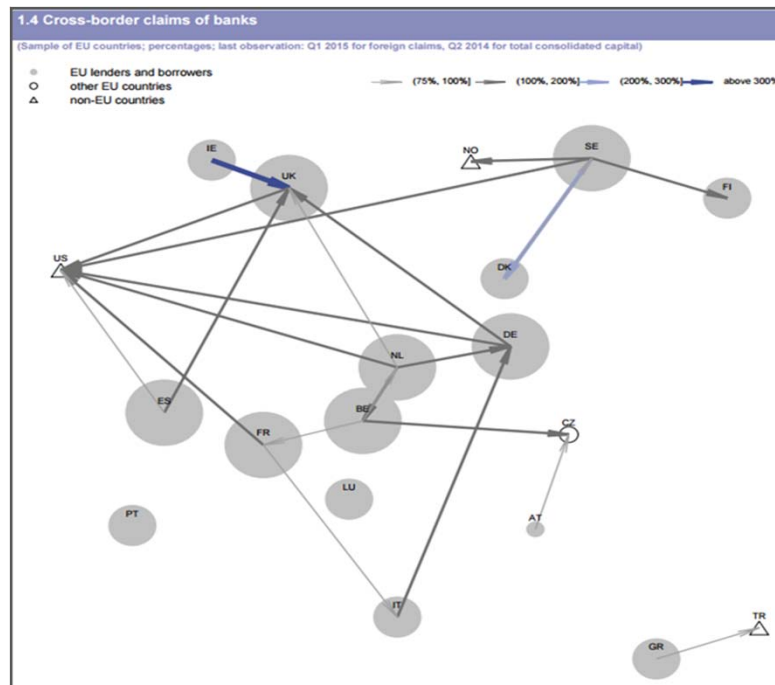 1.4 Cross-border claims of banks
(Sample of EU countries; percentages; last observation: Q1 2015 for foreign claims, Q2 2014 for total consolidated capital)
EU lenders and borrowers
other EU countries
non-EU countries
(75%, 100%]
(100%, 200%]
(200%, 300%]
above 300%
IE
UK
NO
SE
FI
US
DK
DE
NL
ES
BE
FR
CZ
LU
PT
AT
IT
TR
GR